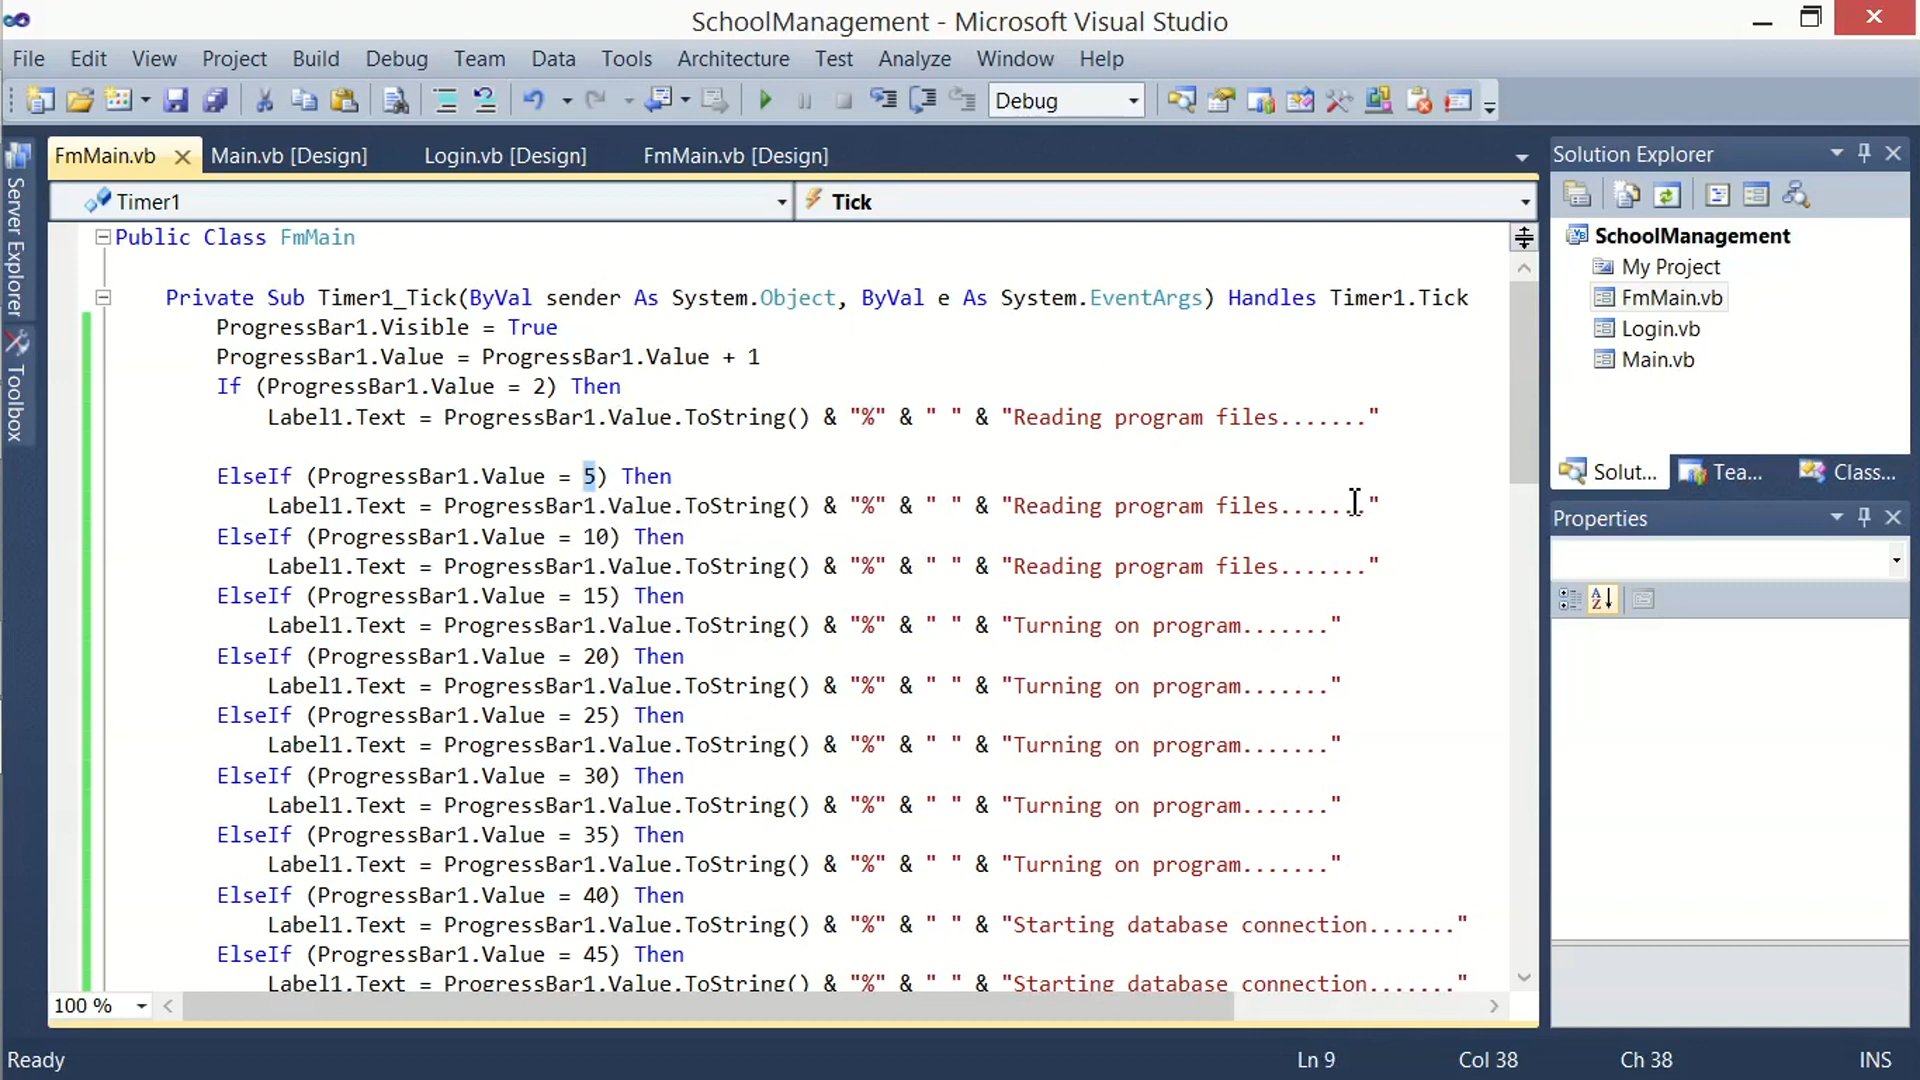 SchoolManagement - Microsoft Visual Studio
File Edit View Project Build Debug Team Data Tools Architecture Test Analyze Window Help
Debug
Server Explorer
Toolbox
FmMain.vb Main.vb [Design] Login.vb [Design] FmMain.vb [Design]
Timer1 Tick
Public Class FmMain
Private Sub Timer1_Tick(ByVal sender As System.Object, ByVal e As System.EventArgs) Handles Timer1.Tick
ProgressBar1.Visible = True
ProgressBar1.Value = ProgressBar1.Value + 1
If (ProgressBar1.Value = 2) Then
Label1.Text = ProgressBar1.Value.ToString() & "%" & " " & "Reading program files......."
ElseIf (ProgressBar1.Value = 5) Then
Label1.Text = ProgressBar1.Value.ToString() & "%" & " " & "Reading program files......."
ElseIf (ProgressBar1.Value = 10) Then
Label1.Text = ProgressBar1.Value.ToString() & "%" & " " & "Reading program files......."
ElseIf (ProgressBar1.Value = 15) Then
Label1.Text = ProgressBar1.Value.ToString() & "%" & " " & "Turning on program......."
ElseIf (ProgressBar1.Value = 20) Then
Label1.Text = ProgressBar1.Value.ToString() & "%" & " " & "Turning on program......."
ElseIf (ProgressBar1.Value = 25) Then
Label1.Text = ProgressBar1.Value.ToString() & "%" & " " & "Turning on program......."
ElseIf (ProgressBar1.Value = 30) Then
Label1.Text = ProgressBar1.Value.ToString() & "%" & " " & "Turning on program......."
ElseIf (ProgressBar1.Value = 35) Then
Label1.Text = ProgressBar1.Value.ToString() & "%" & " " & "Turning on program......."
ElseIf (ProgressBar1.Value = 40) Then
Label1.Text = ProgressBar1.Value.ToString() & "%" & " " & "Starting database connection......."
ElseIf (ProgressBar1.Value = 45) Then
Label1.Text = ProgressBar1.Value.ToString() & "%" & " " & "Starting database connection......."
100 %
Solution Explorer
SchoolManagement
My Project
FmMain.vb
Login.vb
Main.vb
Solut... Tea... Class...
Properties
Ready Ln 9 Col 38 Ch 38 INS